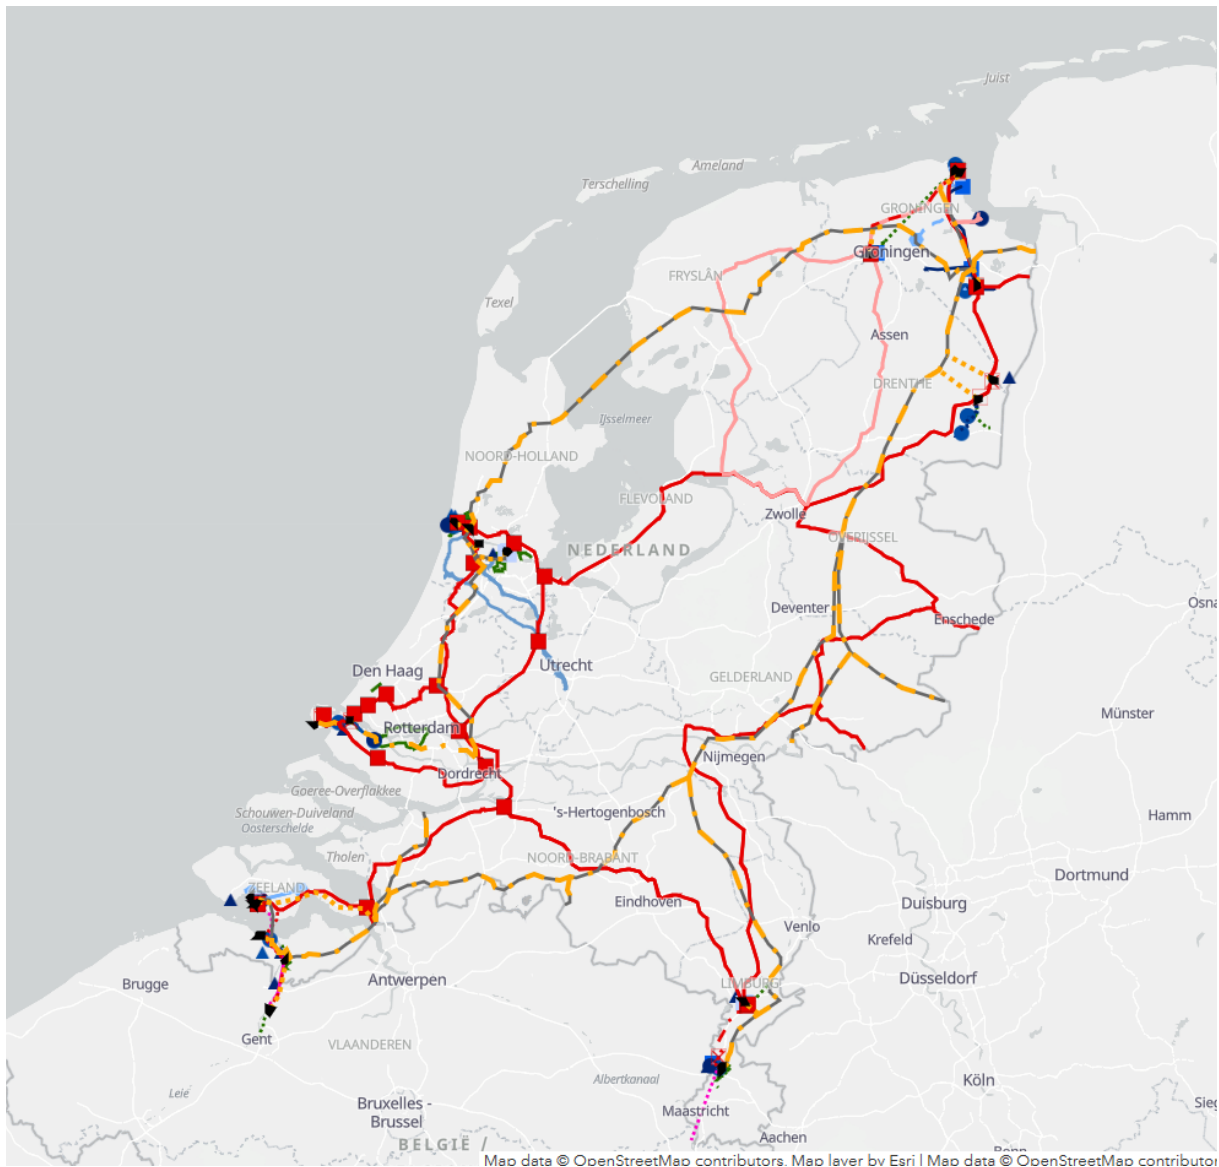 Juist
Ameland
Terschelling
GRONINGEN
Groningen
FRYSLÂN
Texel
Assen
DRENTHE
IJsselmeer
NOORD-HOLLAND
FLEVOLAND
Zwolle
OVERIJSSEL
NEDERLAND
Deventer
Enschede
Den Haag
Utrecht
GELDERLAND
Rotterdam
Münster
Nijmegen
Dordrecht
Goeree-Overflakkee
Schouwen-Duiveland
Oosterschelde
's-Hertogenbosch
Hamm
Tholen
NOORD-BRABANT
ZEELAND
Dortmund
Eindhoven
Duisburg
Venlo
Krefeld
Brugge
Antwerpen
LIMBURG
Düsseldorf
Gent
VLAANDEREN
Leie
Albertkanaal
Köln
Bruxelles -
Brussel
Maastricht
Aachen
BELGIË /
Map data © OpenStreetMap contributors, Map layer by Esri | Map data © OpenStreetMap contributor